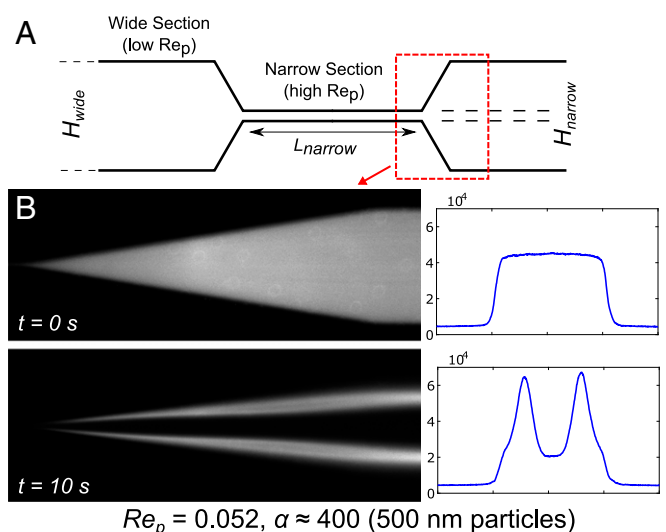 A
Wide Section
(low Rep)
Narrow Section
(high Rep)
Hwide
Lnarrow
Hnarrow
B
t = 0 s
10⁴
6
4
2
0
t = 10 s
10⁴
6
4
2
0
Rep = 0.052, α ≈ 400 (500 nm particles)